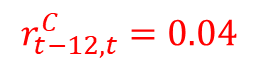 r^C_{t−12,t} = 0.04